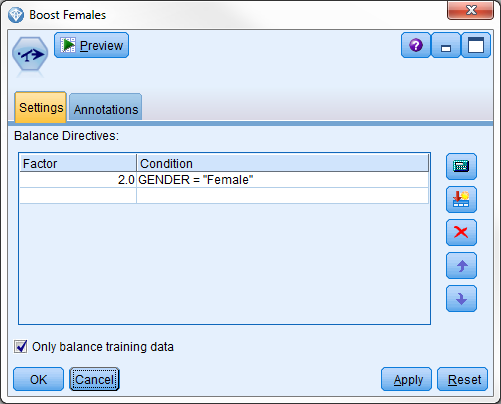 Boost Females
Preview
Settings Annotations
Balance Directives:
Factor Condition
2.0 GENDER = "Female"
Only balance training data
OK Cancel Apply Reset